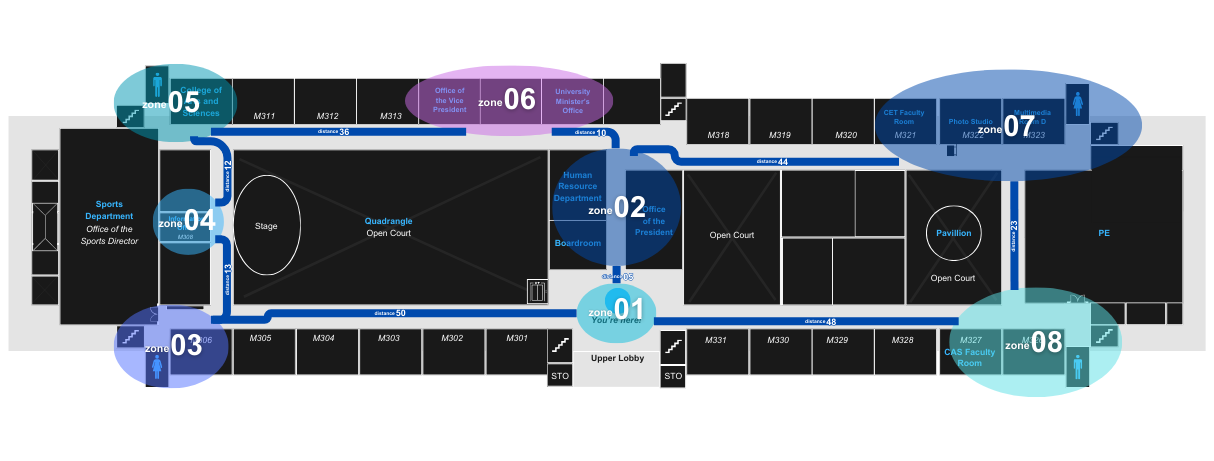 College of
and
Sciences
zone 05
M311
M312
M313
Office of
the Vice
President
zone 06
University
Minister's
Office
M318
M319
M320
CET Faculty
Room
M321
Photo Studio
M322
zone 07
Multimedia
Room D
M323
distance 36
distance 10
distance 44
distance 12
distance 13
distance 23
Sports
Department
Office of the
Sports Director
zone 04
M308
Stage
Quadrangle
Open Court
Human
Resource
Department
Boardroom
zone 02
Office
of the
President
Open Court
Pavillion
Open Court
PE
distance 05
zone 01
You're here!
distance 50
distance 48
zone 03
M305
M304
M303
M302
M301
Upper Lobby
STO
STO
M331
M330
M329
M328
M327
CAS Faculty
Room
zone 08